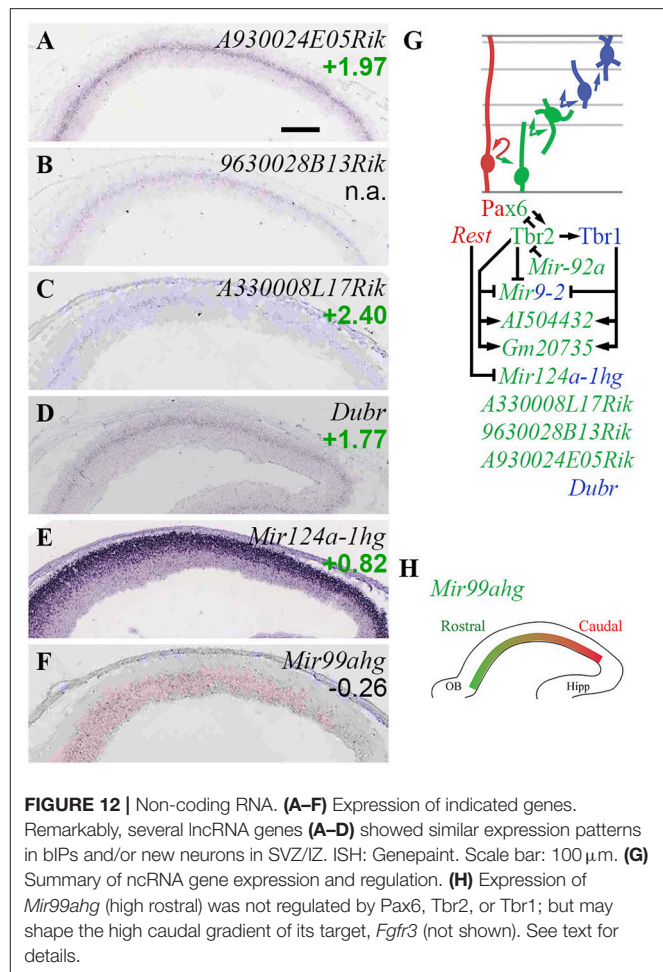 A
A930024E05Rik
+1.97
B
9630028B13Rik
n.a.
C
A330008L17Rik
+2.40
D
Dubr
+1.77
E
Mir124a-1hg
+0.82
F
Mir99ahg
-0.26
G
Pax6
Rest Tbr2 Tbr1
Mir-92a
Mir9-2
AI504432
Gm20735
Mir124a-1hg
A330008L17Rik
9630028B13Rik
A930024E05Rik
Dubr
H
Mir99ahg
Rostral Caudal
OB Hipp
FIGURE 12 | Non-coding RNA. (A–F) Expression of indicated genes.
Remarkably, several lncRNA genes (A–D) showed similar expression patterns
in bIPs and/or new neurons in SVZ/IZ. ISH: Genepaint. Scale bar: 100 μm. (G)
Summary of ncRNA gene expression and regulation. (H) Expression of
Mir99ahg (high rostral) was not regulated by Pax6, Tbr2, or Tbr1; but may
shape the high caudal gradient of its target, Fgfr3 (not shown). See text for
details.